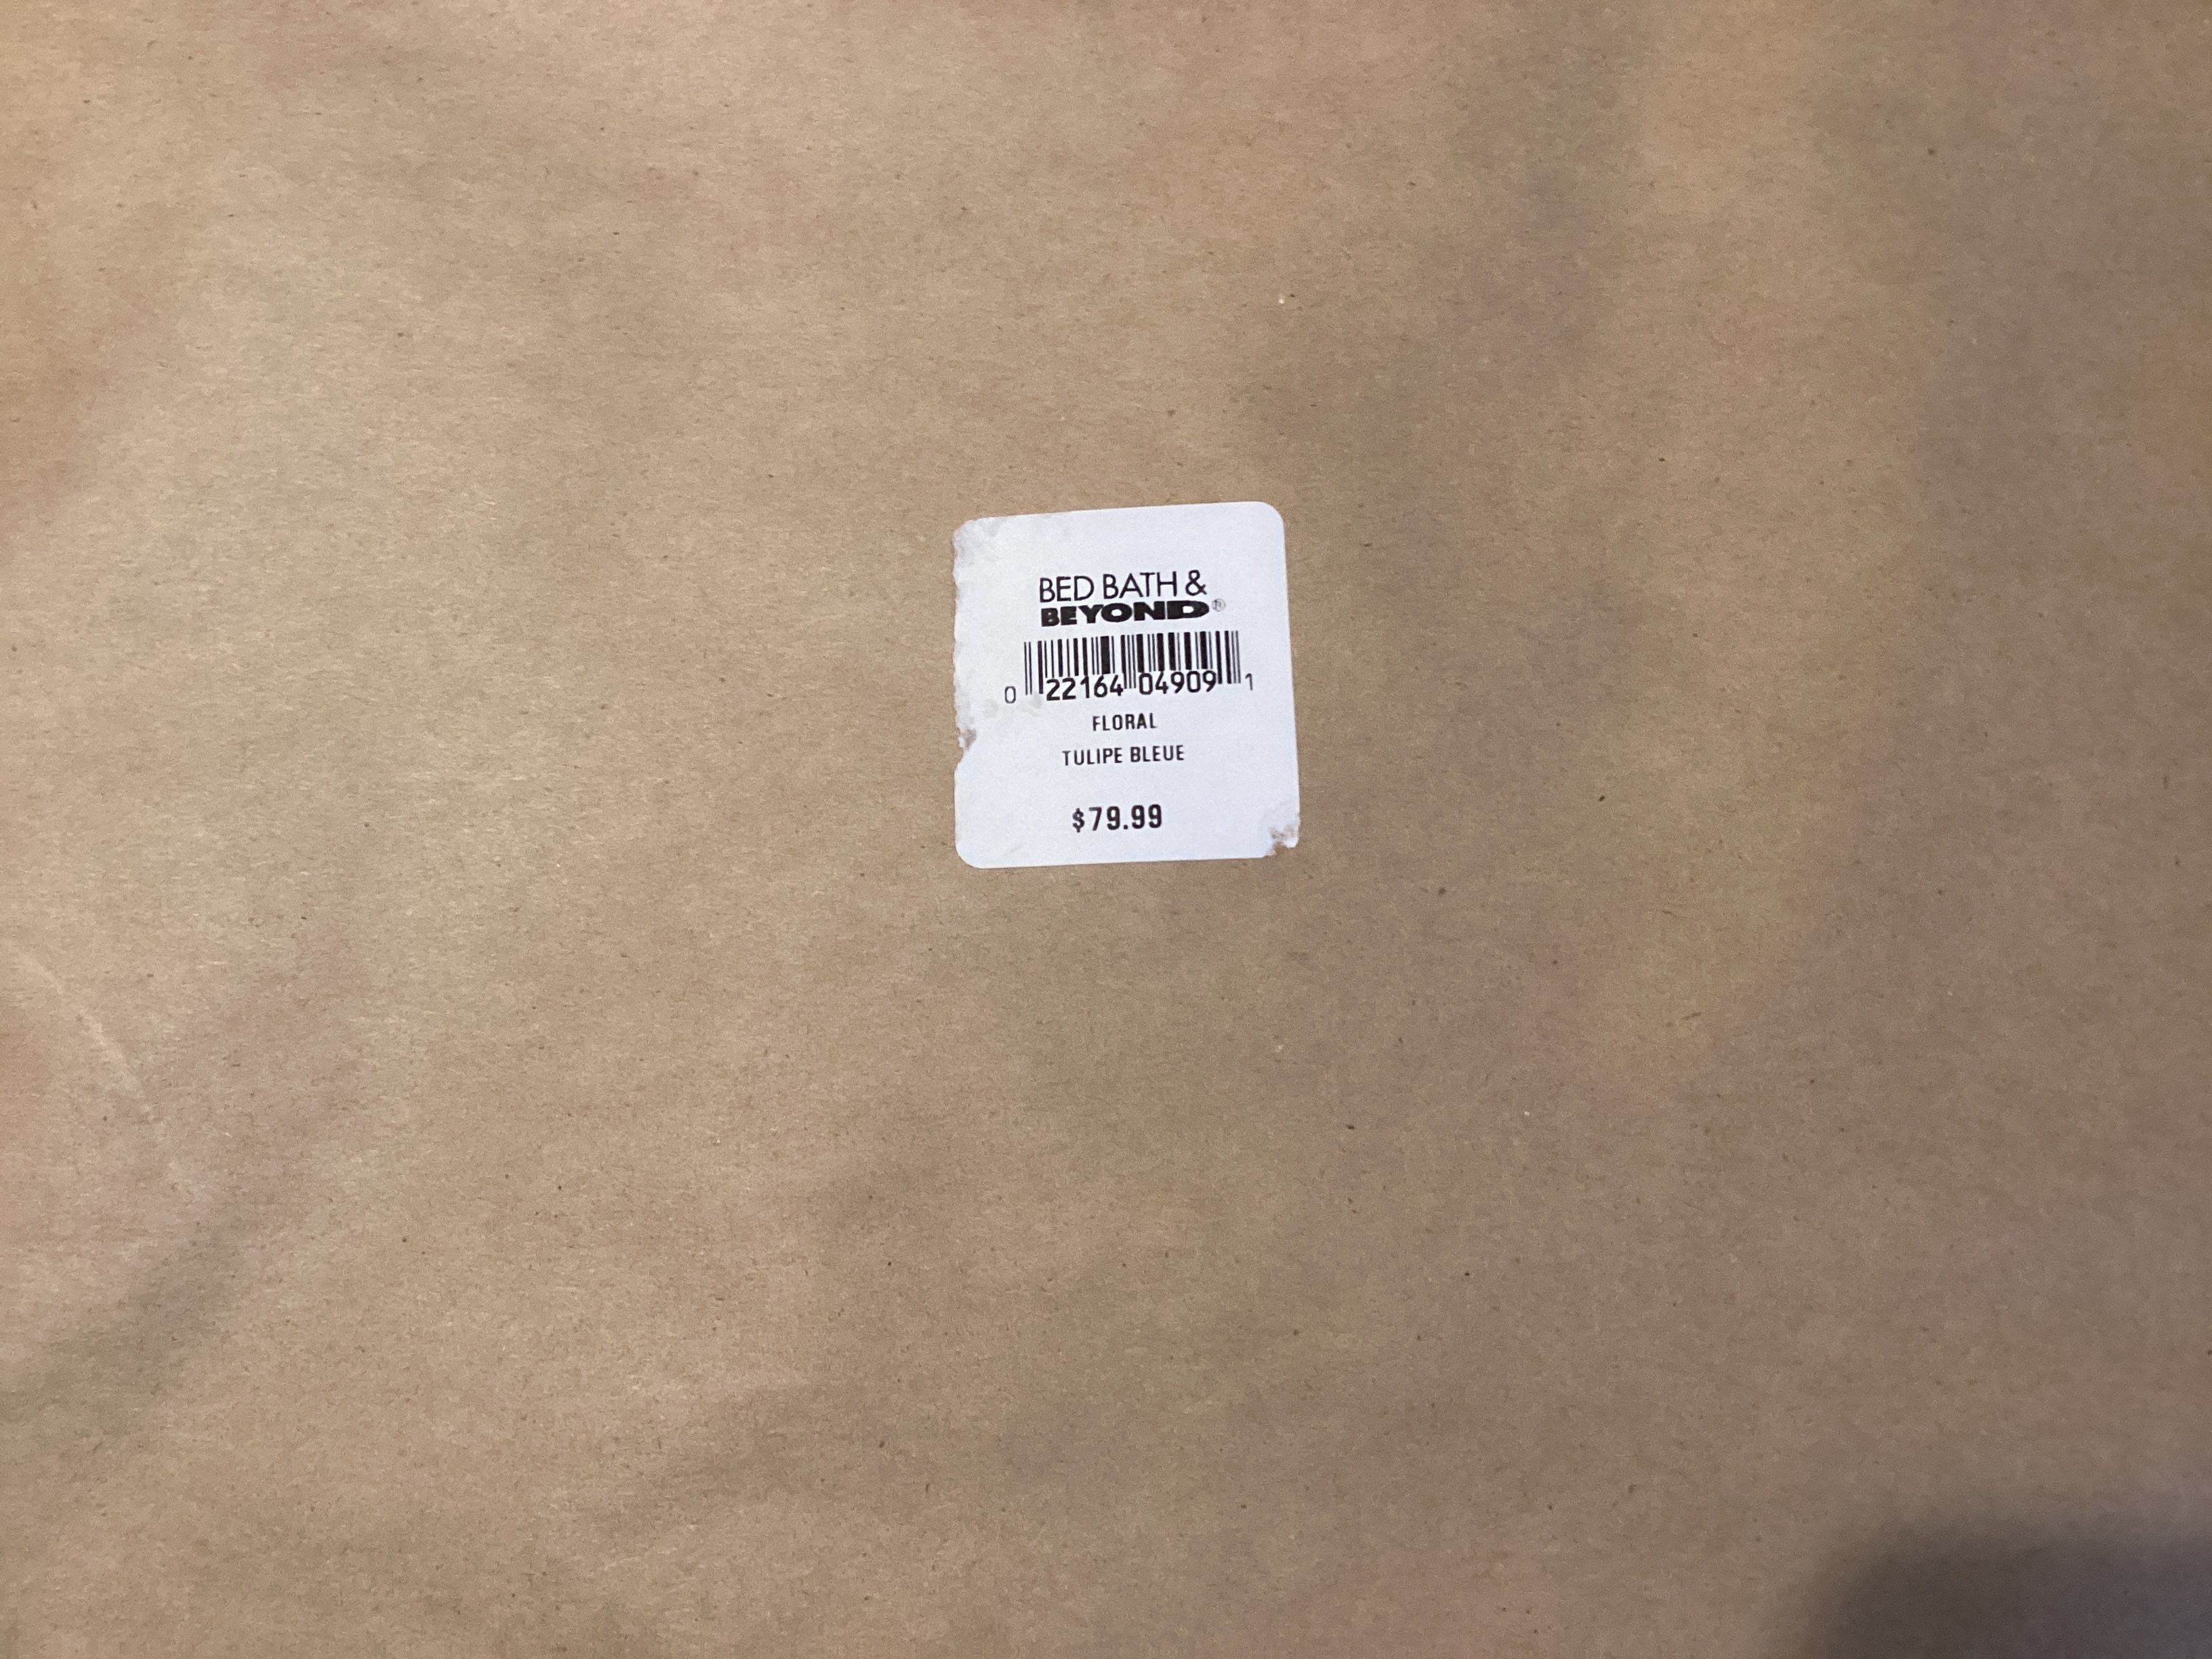 BED BATH &
BEYOND®
0 22164 04909 1
FLORAL
TULIPE BLEUE
$79.99